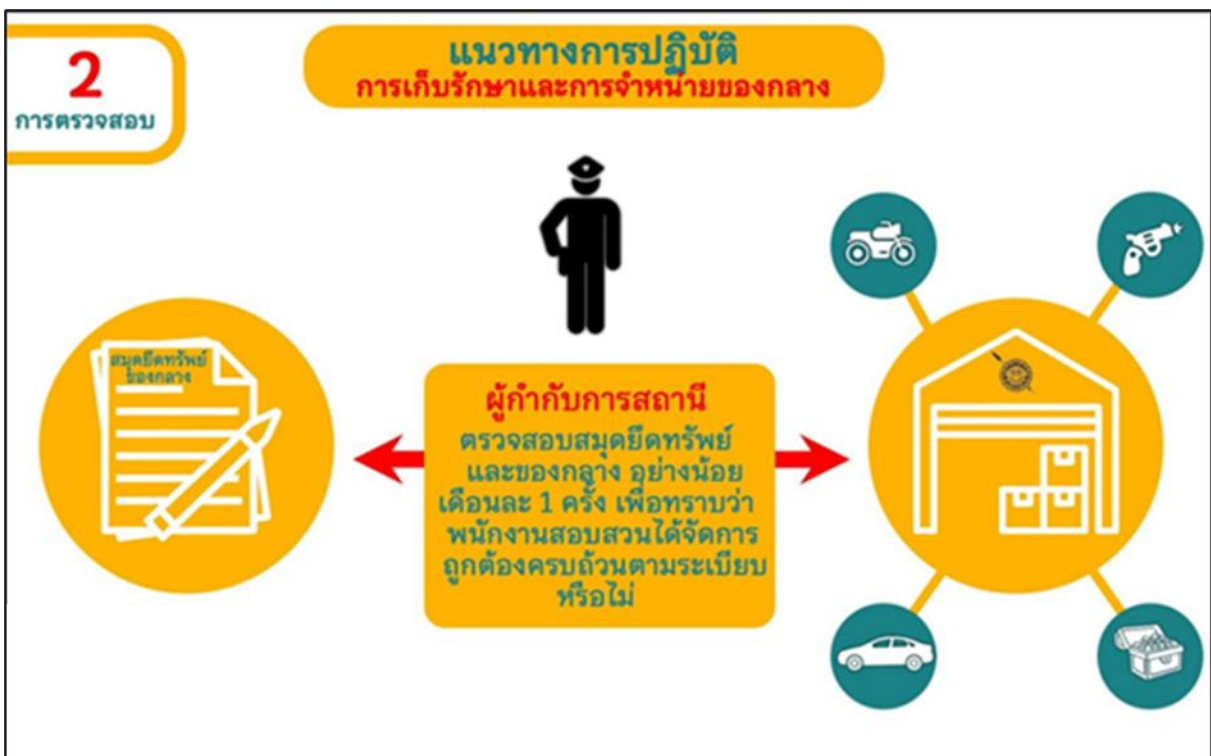 2
การตรวจสอบ
แนวทางการปฏิบัติ
การเก็บรักษาและการจำหน่ายของกลาง
สมุดยึดทรัพย์
ของกลาง
ผู้กำกับการสถานี
ตรวจสอบสมุดยึดทรัพย์
และของกลาง อย่างน้อย
เดือนละ 1 ครั้ง เพื่อทราบว่า
พนักงานสอบสวนได้จัดการ
ถูกต้องครบถ้วนตามระเบียบ
หรือไม่